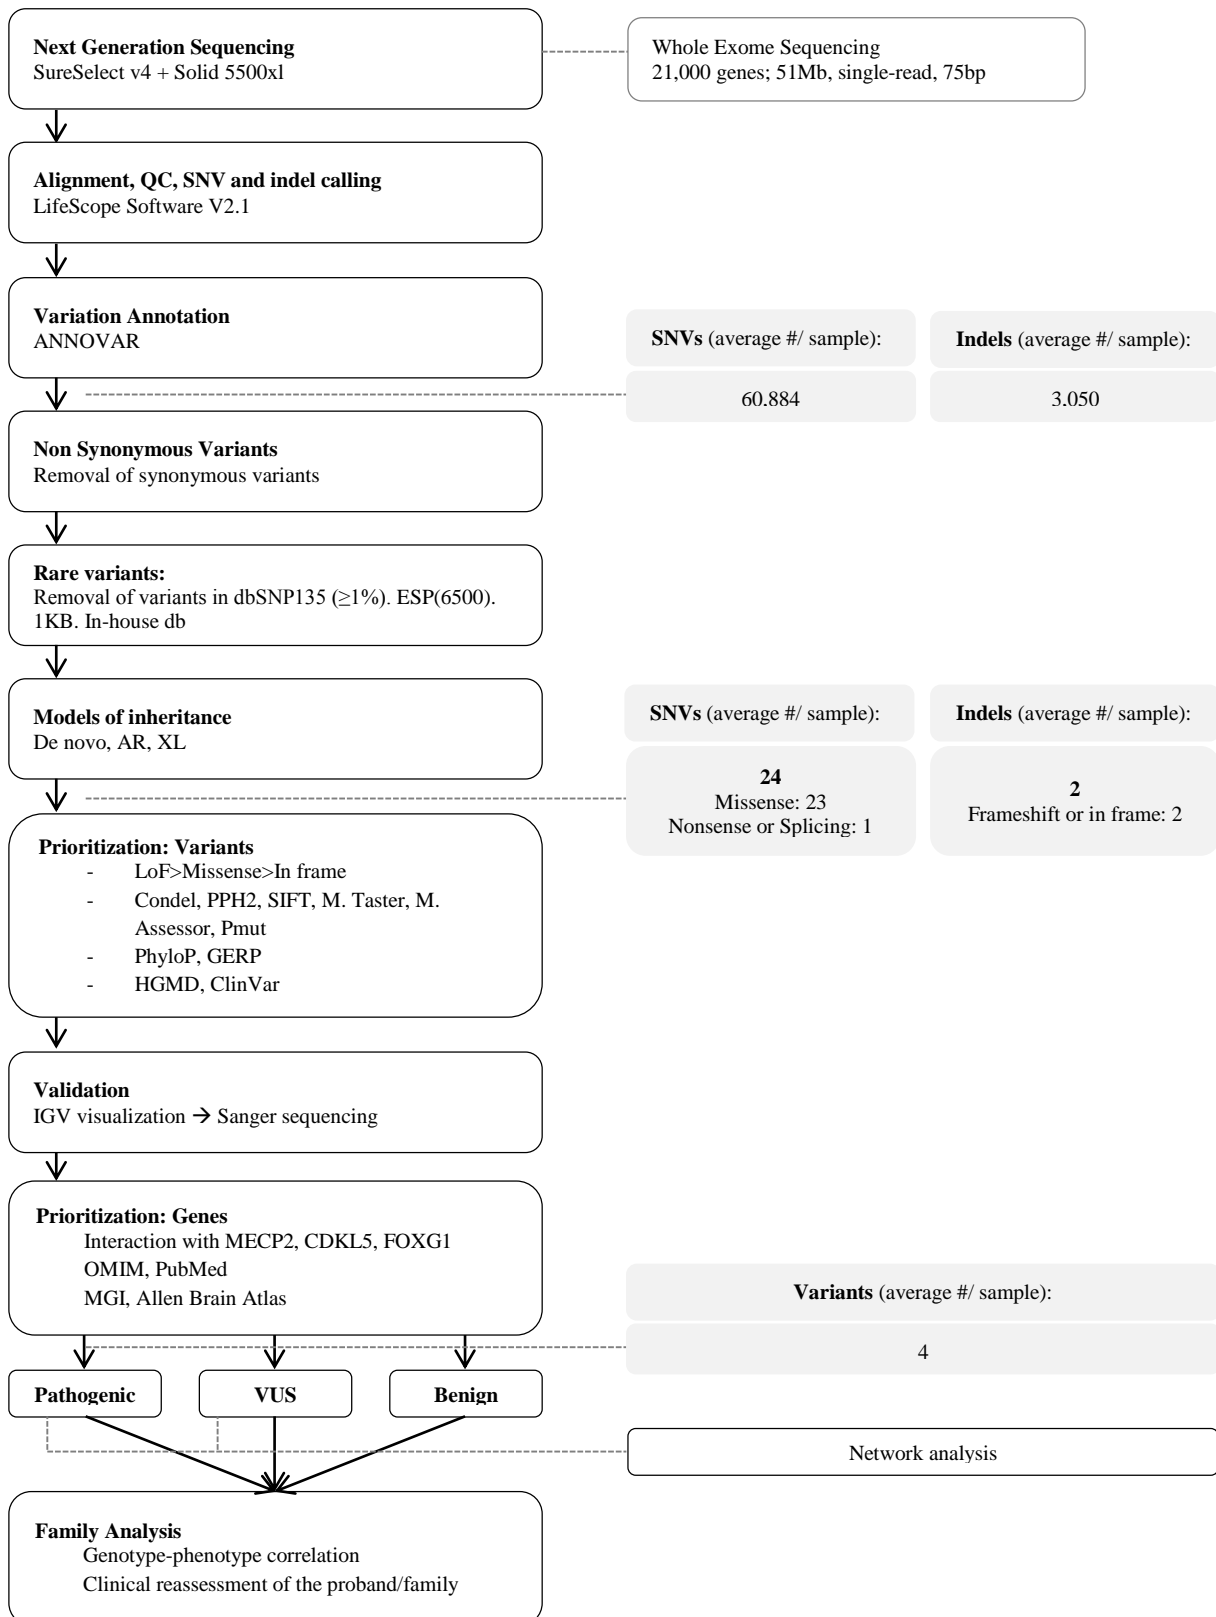 Next Generation Sequencing
SureSelect v4 + Solid 5500xl
Whole Exome Sequencing
21,000 genes; 51Mb, single-read, 75bp
Alignment, QC, SNV and indel calling
LifeScope Software V2.1
Variation Annotation
ANNOVAR
SNVs (average #/ sample):
Indels (average #/ sample):
60.884
3.050
Non Synonymous Variants
Removal of synonymous variants
Rare variants:
Removal of variants in dbSNP135 (≥1%). ESP(6500).
1KB. In-house db
Models of inheritance
De novo, AR, XL
SNVs (average #/ sample):
Indels (average #/ sample):
24
Missense: 23
Nonsense or Splicing: 1
2
Frameshift or in frame: 2
Prioritization: Variants
- LoF>Missense>In frame
- Condel, PPH2, SIFT, M. Taster, M.
Assessor, Pmut
- PhyloP, GERP
- HGMD, ClinVar
Validation
IGV visualization → Sanger sequencing
Prioritization: Genes
Interaction with MECP2, CDKL5, FOXG1
OMIM, PubMed
MGI, Allen Brain Atlas
Variants (average #/ sample):
4
Pathogenic
VUS
Benign
Network analysis
Family Analysis
Genotype-phenotype correlation
Clinical reassessment of the proband/family